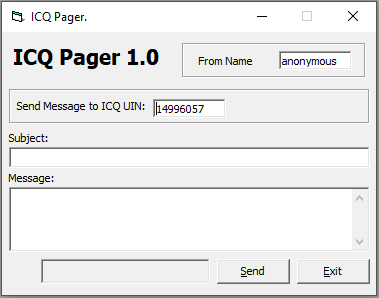 ICQ Pager.
ICQ Pager 1.0
From Name
anonymous
Send Message to ICQ UIN:
14996057
Subject:
Message:
Send
Exit